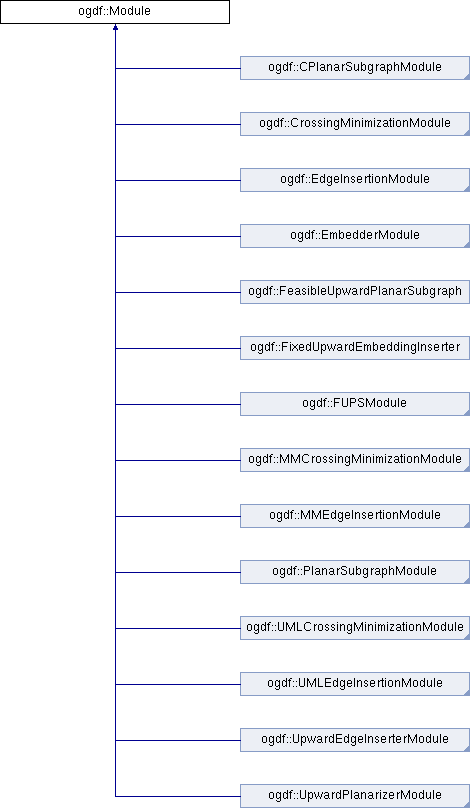 ogdf::Module
ogdf::CPlanarSubgraphModule
ogdf::CrossingMinimizationModule
ogdf::EdgeInsertionModule
ogdf::EmbedderModule
ogdf::FeasibleUpwardPlanarSubgraph
ogdf::FixedUpwardEmbeddingInserter
ogdf::FUPSModule
ogdf::MMCrossingMinimizationModule
ogdf::MMEdgeInsertionModule
ogdf::PlanarSubgraphModule
ogdf::UMLCrossingMinimizationModule
ogdf::UMLEdgeInsertionModule
ogdf::UpwardEdgeInserterModule
ogdf::UpwardPlanarizerModule